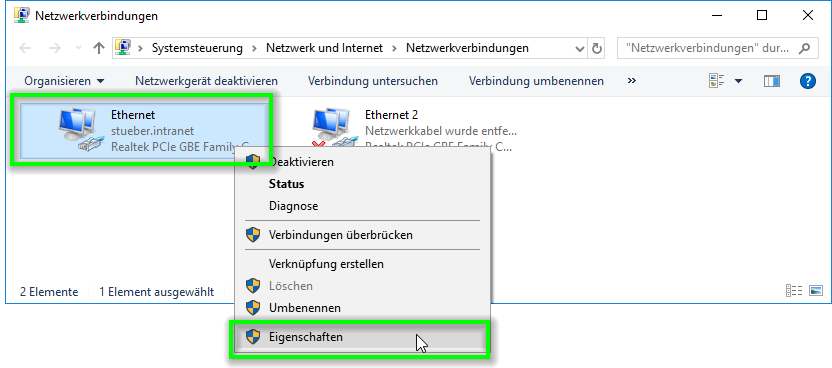 Netzwerkverbindungen
Systemsteuerung > Netzwerk und Internet > Netzwerkverbindungen
"Netzwerkverbindungen" dur...
Organisieren Netzwerkgerät deaktivieren Verbindung untersuchen Verbindung umbenennen »
Ethernet
stueber.intranet
Realtek PCIe GBE Family C...
Ethernet 2
Netzwerkkabel wurde entfe...
Realtek PCIe GBE Family C...
Deaktivieren
Status
Diagnose
Verbindungen überbrücken
Verknüpfung erstellen
Löschen
Umbenennen
Eigenschaften
2 Elemente 1 Element ausgewählt